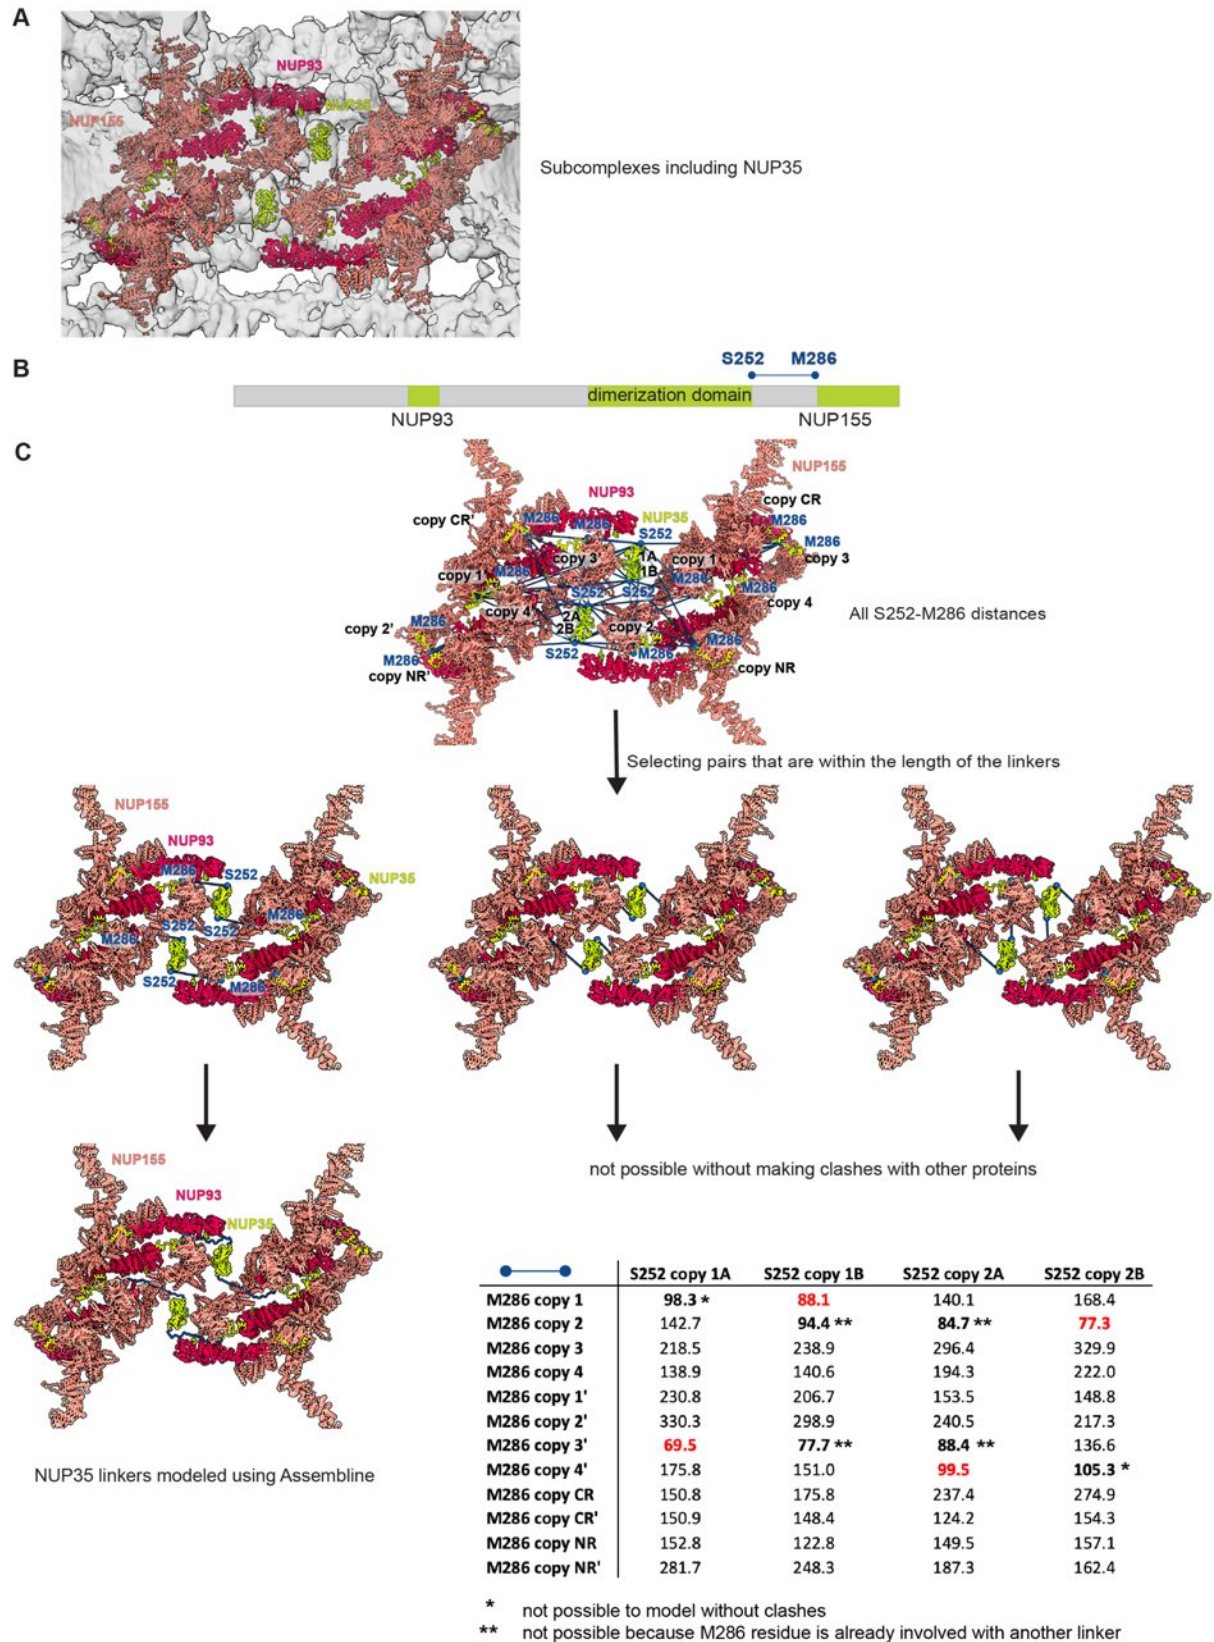 A
NUP93
NUP35
NUP155
Subcomplexes including NUP35
B
S252 M286
dimerization domain
NUP93 NUP155
C
NUP155
NUP93
copy CR
copy CR'
M286
M286
NUP35
S252
M286
M286
copy 3'
1A
copy 1
copy 3
1B
copy 1
M286
M286
M286
S252
S252
copy 4
copy 4
2A
All S252-M286 distances
copy 2'
M286
2B
copy 2
M286
S252
M286
M286
copy NR'
copy NR
Selecting pairs that are within the length of the linkers
NUP155
NUP93
M286
S252
NUP35
S252
M286
M286
S252
S252
M286
not possible without making clashes with other proteins
NUP155
NUP93
NUP35
NUP35 linkers modeled using Assembline
S252 copy 1A S252 copy 1B S252 copy 2A S252 copy 2B
M286 copy 1 98.3 * 88.1 140.1 168.4
M286 copy 2 142.7 94.4 ** 84.7 ** 77.3
M286 copy 3 218.5 238.9 296.4 329.9
M286 copy 4 138.9 140.6 194.3 222.0
M286 copy 1' 230.8 206.7 153.5 148.8
M286 copy 2' 330.3 298.9 240.5 217.3
M286 copy 3' 69.5 77.7 ** 88.4 ** 136.6
M286 copy 4' 175.8 151.0 99.5 105.3 *
M286 copy CR 150.8 175.8 237.4 274.9
M286 copy CR' 150.9 148.4 124.2 154.3
M286 copy NR 152.8 122.8 149.5 157.1
M286 copy NR' 281.7 248.3 187.3 162.4
* not possible to model without clashes
** not possible because M286 residue is already involved with another linker